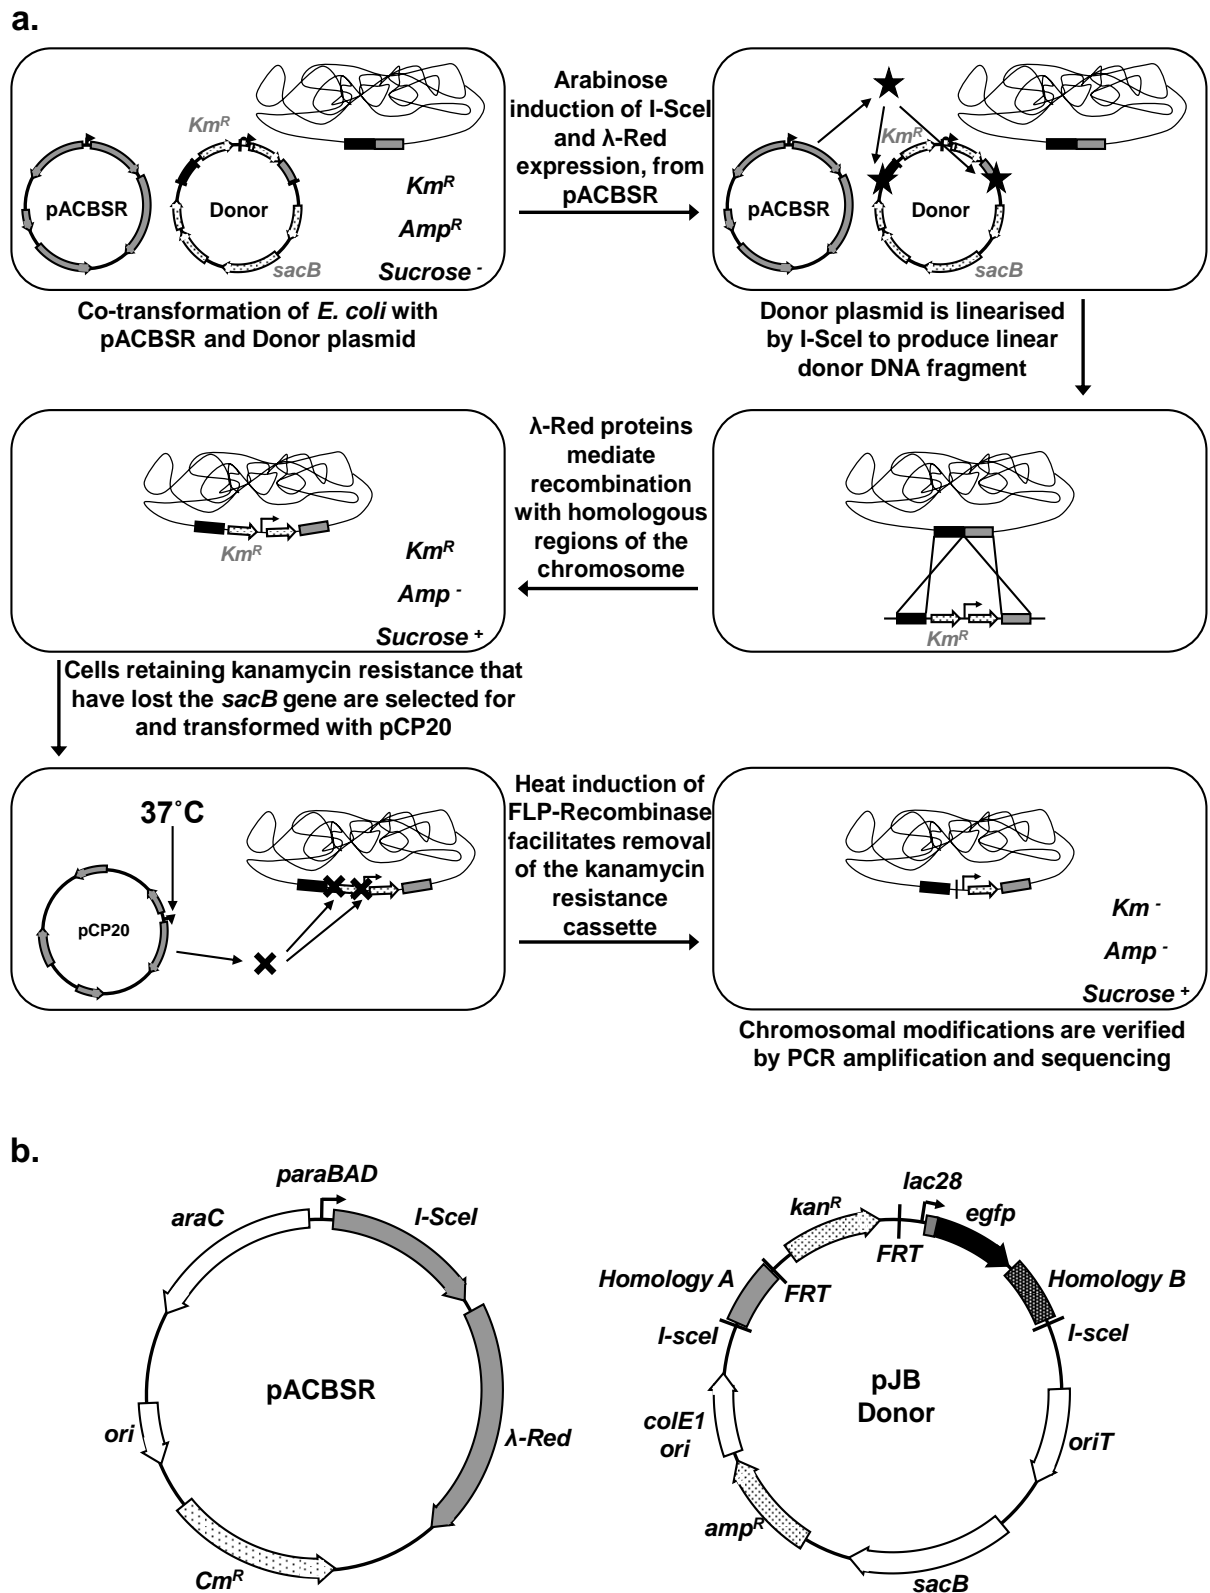 a.
Km^R
pACBSR
Donor
sacB
Km^R
Amp^R
Sucrose -
Co-transformation of E. coli with
pACBSR and Donor plasmid
Arabinose
induction of I-SceI
and λ-Red
expression, from
pACBSR
Km^R
pACBSR
Donor
sacB
Donor plasmid is linearised
by I-SceI to produce linear
donor DNA fragment
Km^R
λ-Red proteins
mediate
recombination
with homologous
regions of the
chromosome
Km^R
Km^R
Amp -
Sucrose +
Cells retaining kanamycin resistance that
have lost the sacB gene are selected for
and transformed with pCP20
37˚C
pCP20
Heat induction of
FLP-Recombinase
facilitates removal
of the kanamycin
resistance
cassette
Km -
Amp -
Sucrose +
Chromosomal modifications are verified
by PCR amplification and sequencing
b.
paraBAD
araC
I-SceI
pACBSR
ori
λ-Red
Cm^R
lac28
kan^R
egfp
FRT
Homology A
FRT
Homology B
I-sceI
I-sceI
pJB
Donor
colE1
ori
oriT
amp^R
sacB